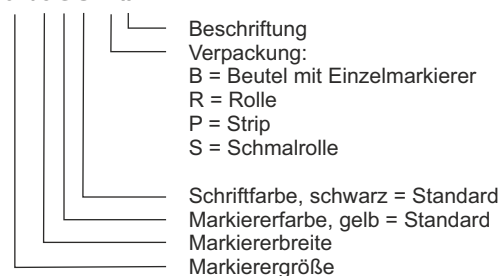 Beschriftung
Verpackung:
B = Beutel mit Einzelmarkierer
R = Rolle
P = Strip
S = Schmalrolle
Schriftfarbe, schwarz = Standard
Markiererfarbe, gelb = Standard
Markiererbreite
Markierergröße